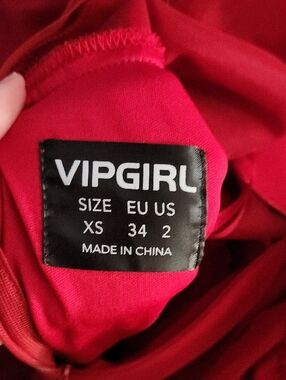 VIPGIRL
SIZE EU US
XS 34 2
MADE IN CHINA